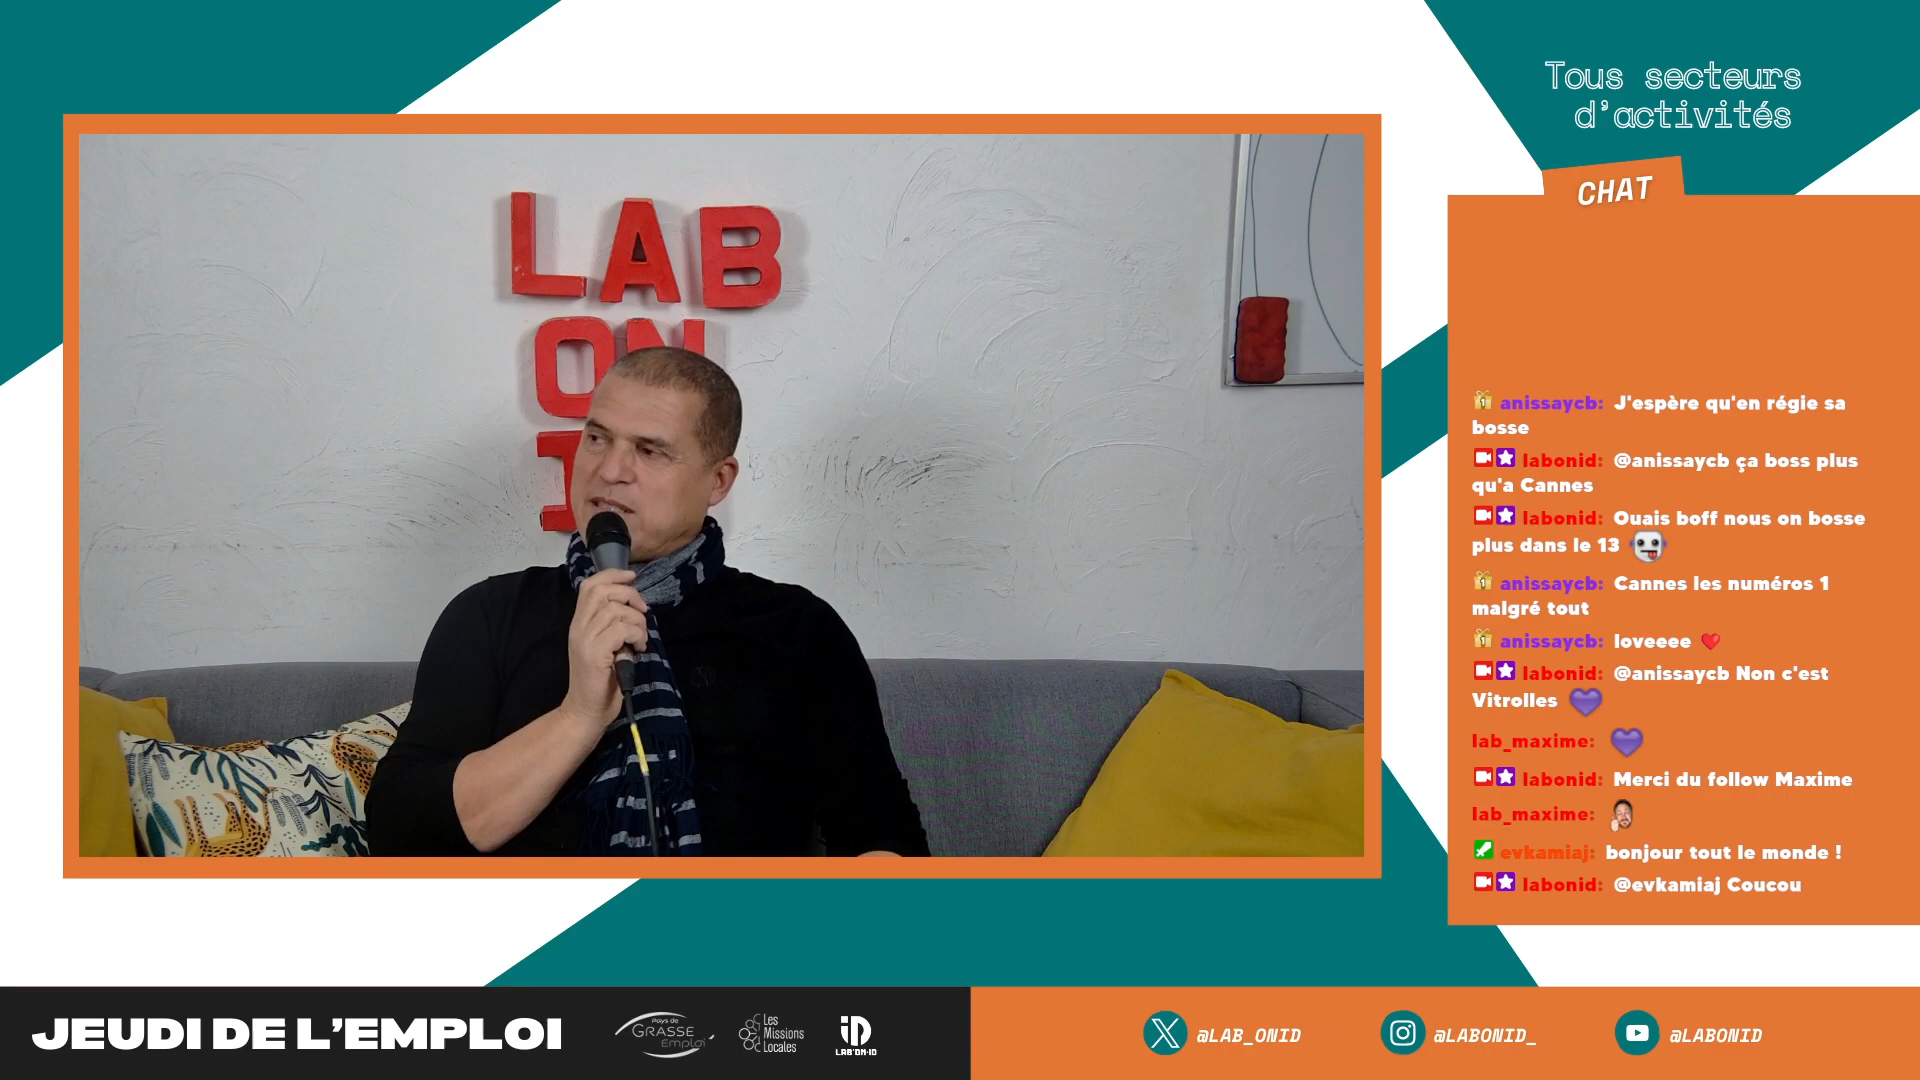 Tous secteurs
d'activités
CHAT
LAB
ON
I
anissaycb: J'espère qu'en régie sa
bosse
labonid: @anissaycb ça boss plus
qu'a Cannes
labonid: Ouais boff nous on bosse
plus dans le 13
anissaycb: Cannes les numéros 1
malgré tout
anissaycb: loveeee
labonid: @anissaycb Non c'est
Vitrolles
lab_maxime:
labonid: Merci du follow Maxime
lab_maxime:
evkamiaj: bonjour tout le monde !
labonid: @evkamiaj Coucou
JEUDI DE L'EMPLOI
Pays de
GRASSE
Emploi
Les
Missions
Locales
iD
LAB'ON-ID
@LAB_ONID
@LABONID_
@LABONID